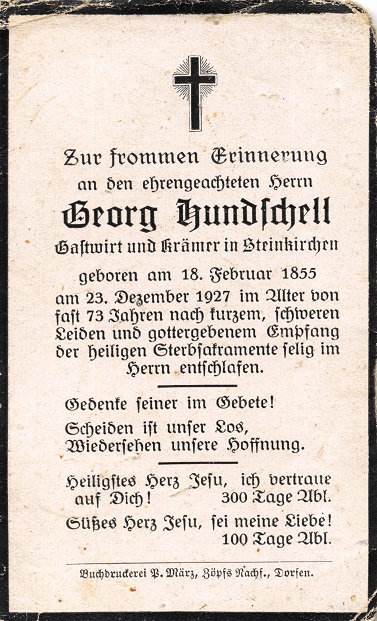 Zur frommen Erinnerung
an den ehrengeachteten Herrn
Georg Hundschell
Gastwirt und Krämer in Steinkirchen
geboren am 18. Februar 1855
am 23. Dezember 1927 im Alter von
fast 73 Jahren nach kurzem, schweren
Leiden und gottergebenem Empfang
der heiligen Sterbsakramente selig im
Herrn entschlafen.
Gedenke seiner im Gebete!
Scheiden ist unser Los,
Wiedersehen unsere Hoffnung.
Heiligstes Herz Jesu, ich vertraue
auf Dich! 300 Tage Abl.
Süßes Herz Jesu, sei meine Liebe!
100 Tage Abl.
Buchdruckerei P. März, Zöpfs Nachf., Dorfen.